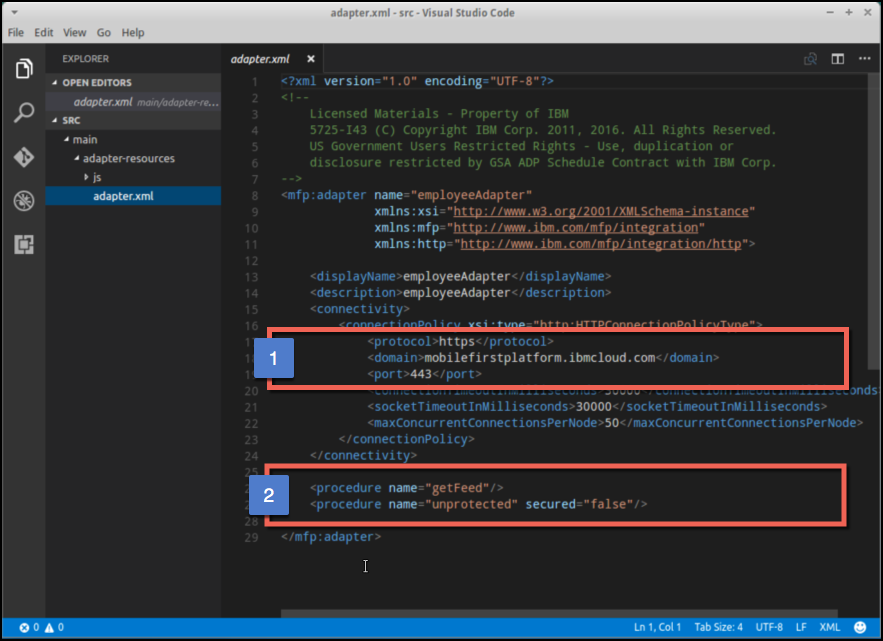 adapter.xml - src - Visual Studio Code
File Edit View Go Help
EXPLORER
OPEN EDITORS
adapter.xml main/adapter-re...
SRC
main
adapter-resources
js
adapter.xml
adapter.xml
1 <?xml version="1.0" encoding="UTF-8"?>
2 <!--
3 Licensed Materials - Property of IBM
4 5725-I43 (C) Copyright IBM Corp. 2011, 2016. All Rights Reserved.
5 US Government Users Restricted Rights - Use, duplication or
6 disclosure restricted by GSA ADP Schedule Contract with IBM Corp.
7 -->
8 <mfp:adapter name="employeeAdapter"
9 xmlns:xsi="http://www.w3.org/2001/XMLSchema-instance"
10 xmlns:mfp="http://www.ibm.com/mfp/integration"
11 xmlns:http="http://www.ibm.com/mfp/integration/http">
12
13 <displayName>employeeAdapter</displayName>
14 <description>employeeAdapter</description>
15 <connectivity>
16 <connectionPolicy xsi:type="http:HTTPConnectionPolicyType">
1 <protocol>https</protocol>
<domain>mobilefirstplatform.ibmcloud.com</domain>
<port>443</port>
20 <connectionTimeoutInMilliseconds>30000</connectionTimeoutInMilliseconds>
21 <socketTimeoutInMilliseconds>30000</socketTimeoutInMilliseconds>
22 <maxConcurrentConnectionsPerNode>50</maxConcurrentConnectionsPerNode>
23 </connectionPolicy>
24 </connectivity>
25
2 <procedure name="getFeed"/>
<procedure name="unprotected" secured="false"/>
28
29 </mfp:adapter>
0 0 Ln 1, Col 1 Tab Size: 4 UTF-8 LF XML